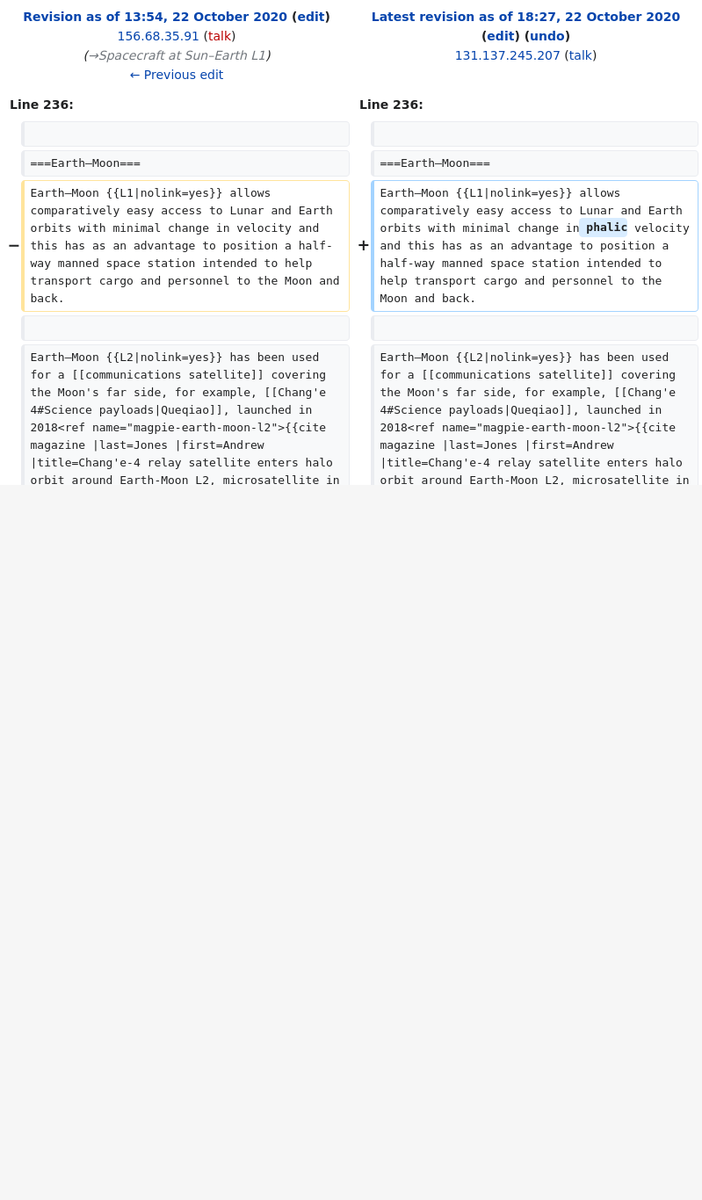 Revision as of 13:54, 22 October 2020 (edit)
156.68.35.91 (talk)
(→Spacecraft at Sun–Earth L1)
← Previous edit
Latest revision as of 18:27, 22 October 2020
(edit) (undo)
131.137.245.207 (talk)
Line 236:
Line 236:
===Earth–Moon===
===Earth–Moon===
−
Earth–Moon {{L1|nolink=yes}} allows
comparatively easy access to Lunar and Earth
orbits with minimal change in velocity and
this has as an advantage to position a half-
way manned space station intended to help
transport cargo and personnel to the Moon and
back.
+
Earth–Moon {{L1|nolink=yes}} allows
comparatively easy access to Lunar and Earth
orbits with minimal change in phalic velocity
and this has as an advantage to position a
half-way manned space station intended to
help transport cargo and personnel to the
Moon and back.
Earth–Moon {{L2|nolink=yes}} has been used
for a [[communications satellite]] covering
the Moon's far side, for example, [[Chang'e
4#Science payloads|Queqiao]], launched in
2018<ref name="magpie-earth-moon-l2">{{cite
magazine |last=Jones |first=Andrew
|title=Chang'e-4 relay satellite enters halo
orbit around Earth-Moon L2, microsatellite in
Earth–Moon {{L2|nolink=yes}} has been used
for a [[communications satellite]] covering
the Moon's far side, for example, [[Chang'e
4#Science payloads|Queqiao]], launched in
2018<ref name="magpie-earth-moon-l2">{{cite
magazine |last=Jones |first=Andrew
|title=Chang'e-4 relay satellite enters halo
orbit around Earth-Moon L2, microsatellite in